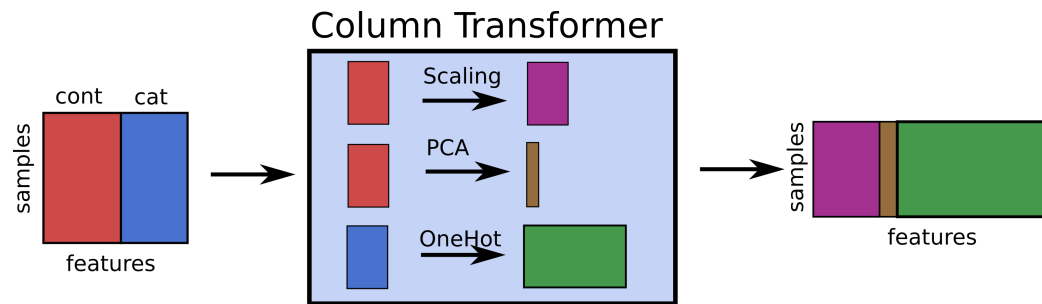 Column Transformer
cont cat
samples
features
Scaling
PCA
OneHot
samples
features